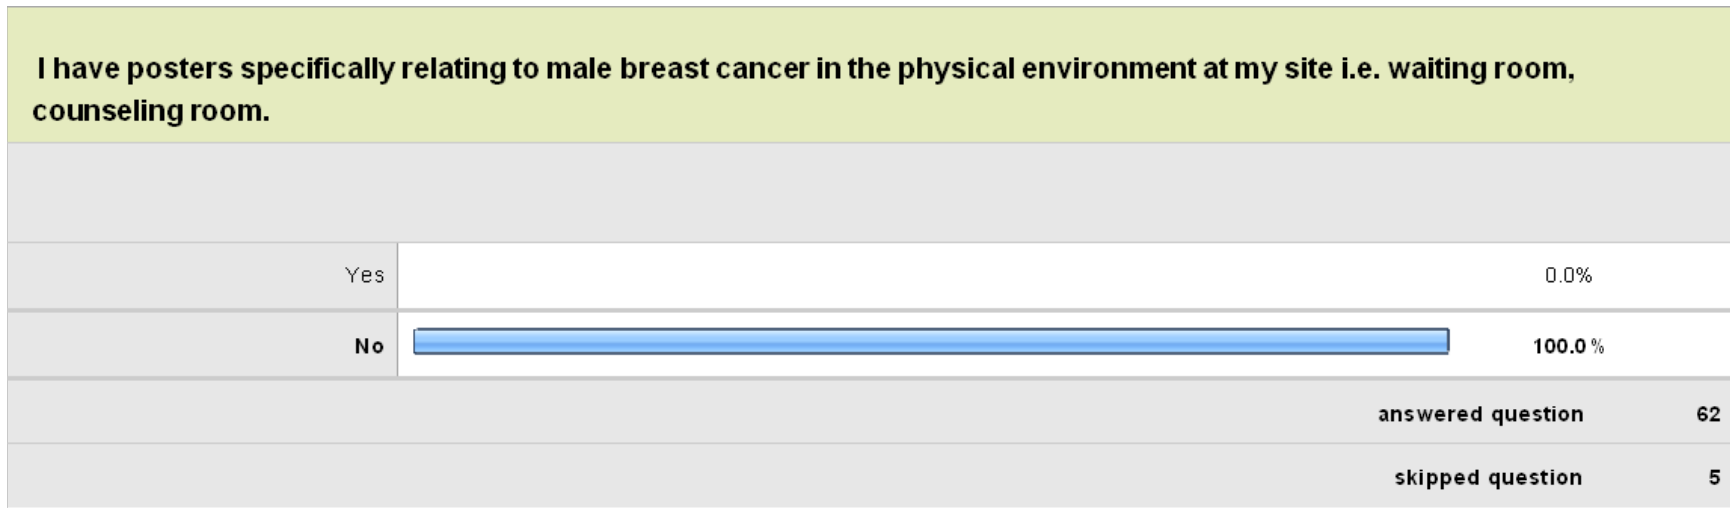 I have posters specifically relating to male breast cancer in the physical environment at my site i.e. waiting room,
counseling room.
Yes 0.0%
No 100.0 %
answered question 62
skipped question 5